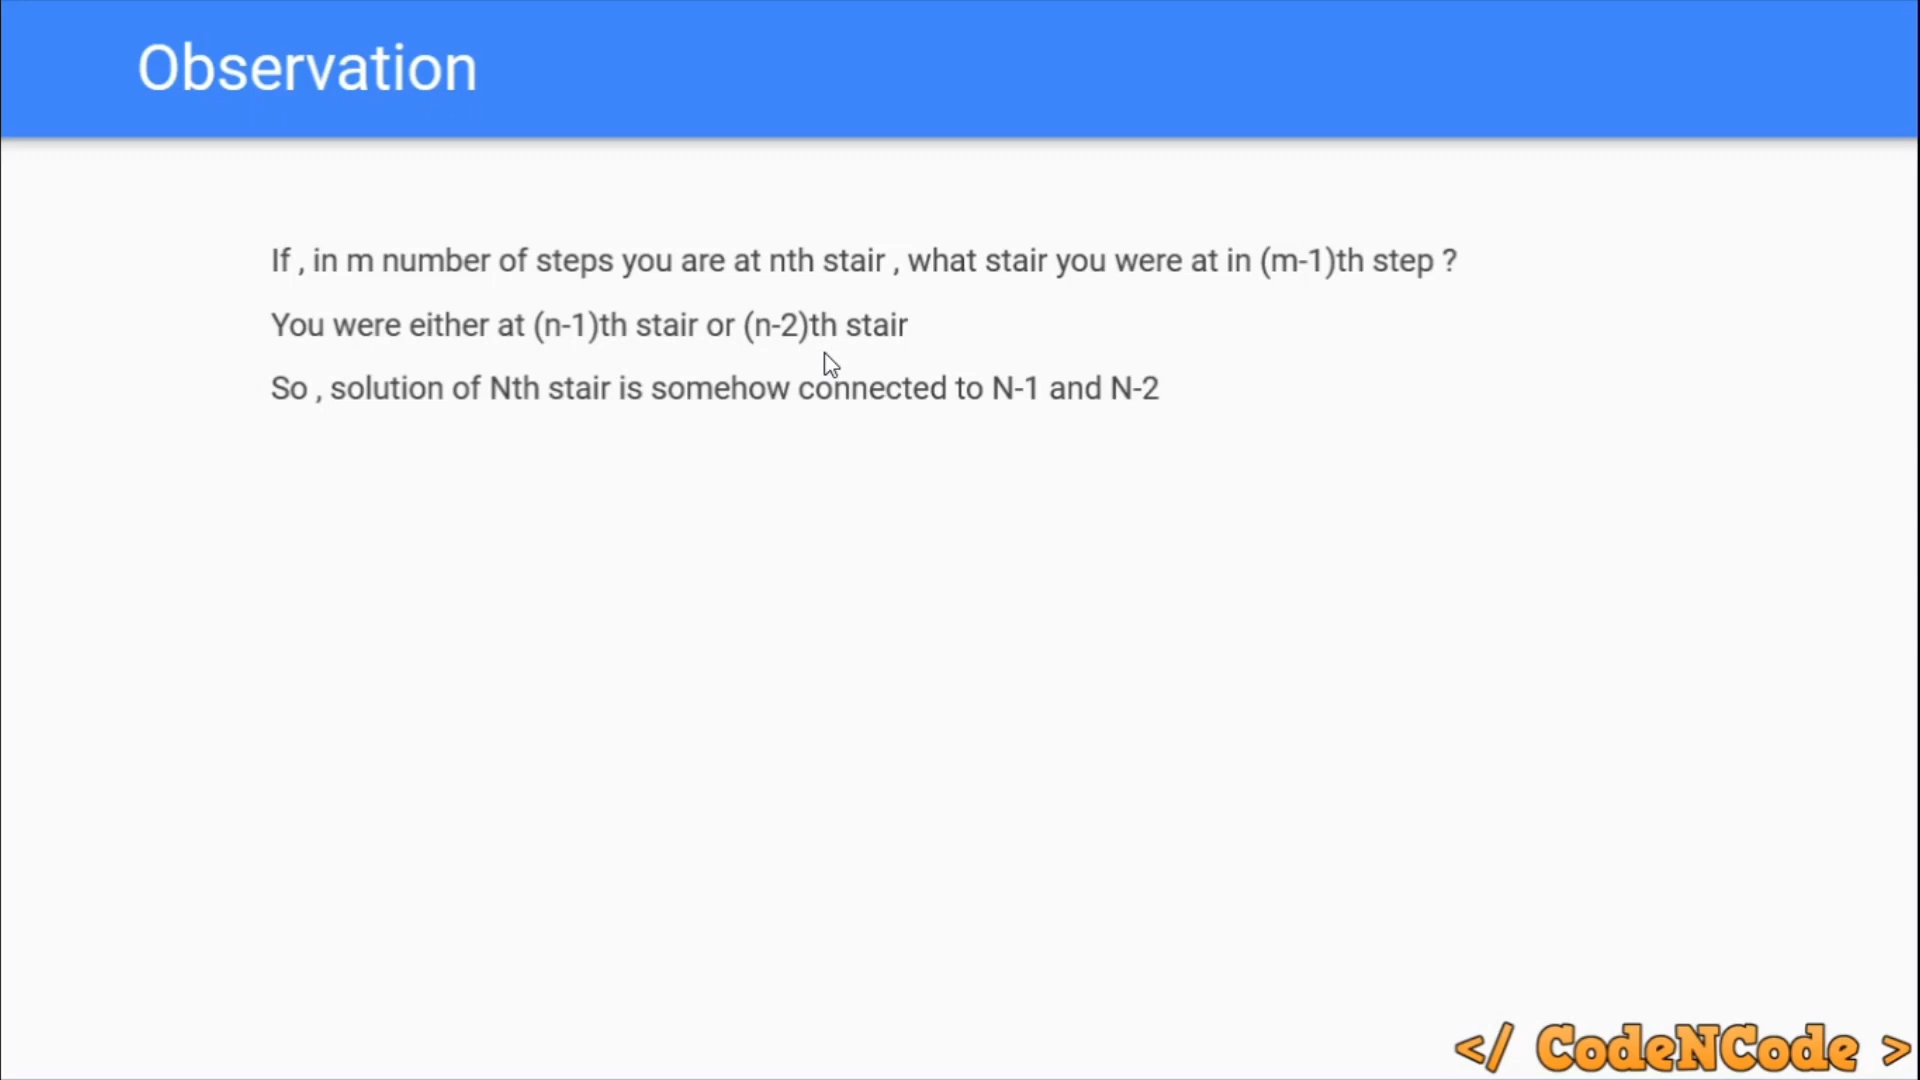 Observation
If , in m number of steps you are at nth stair , what stair you were at in (m-1)th step ?
You were either at (n-1)th stair or (n-2)th stair
So , solution of Nth stair is somehow connected to N-1 and N-2
</ CodeNCode >